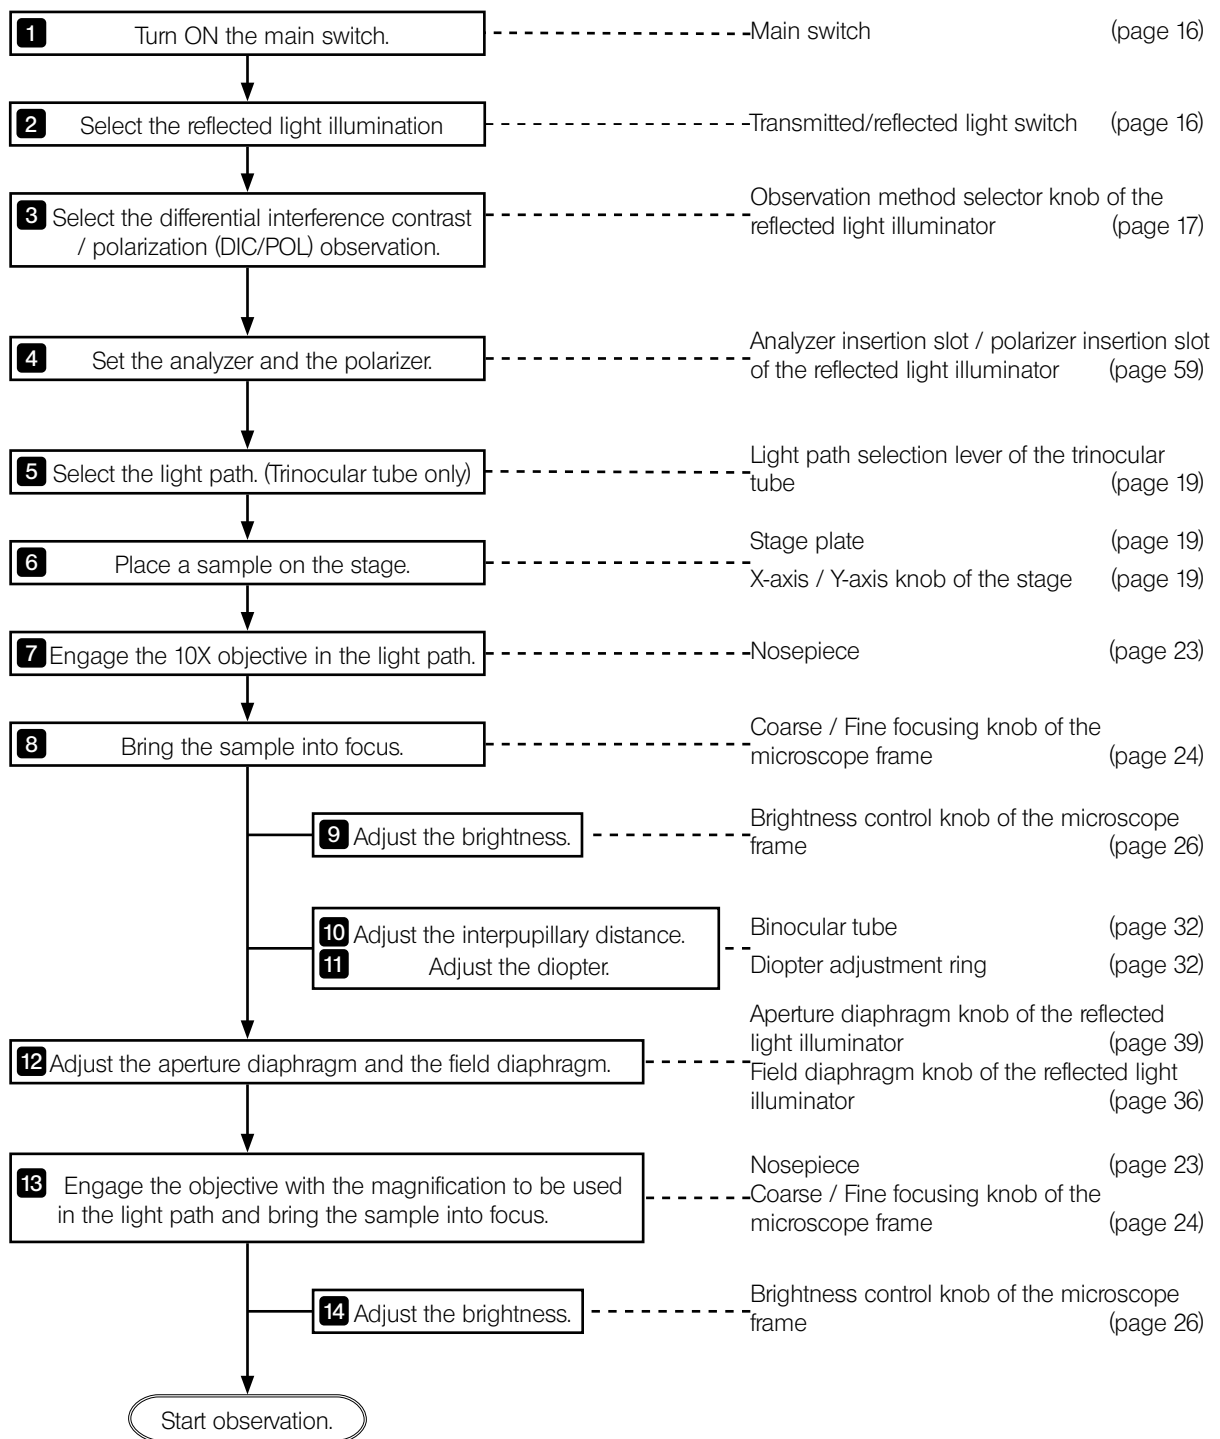 1 Turn ON the main switch.
Main switch (page 16)
2 Select the reflected light illumination
Transmitted/reflected light switch (page 16)
3 Select the differential interference contrast
/ polarization (DIC/POL) observation.
Observation method selector knob of the
reflected light illuminator (page 17)
4 Set the analyzer and the polarizer.
Analyzer insertion slot / polarizer insertion slot
of the reflected light illuminator (page 59)
5 Select the light path. (Trinocular tube only)
Light path selection lever of the trinocular
tube (page 19)
6 Place a sample on the stage.
Stage plate (page 19)
X-axis / Y-axis knob of the stage (page 19)
7 Engage the 10X objective in the light path.
Nosepiece (page 23)
8 Bring the sample into focus.
Coarse / Fine focusing knob of the
microscope frame (page 24)
9 Adjust the brightness.
Brightness control knob of the microscope
frame (page 26)
10 Adjust the interpupillary distance.
11 Adjust the diopter.
Binocular tube (page 32)
Diopter adjustment ring (page 32)
12 Adjust the aperture diaphragm and the field diaphragm.
Aperture diaphragm knob of the reflected
light illuminator (page 39)
Field diaphragm knob of the reflected light
illuminator (page 36)
13 Engage the objective with the magnification to be used
in the light path and bring the sample into focus.
Nosepiece (page 23)
Coarse / Fine focusing knob of the
microscope frame (page 24)
14 Adjust the brightness.
Brightness control knob of the microscope
frame (page 26)
Start observation.